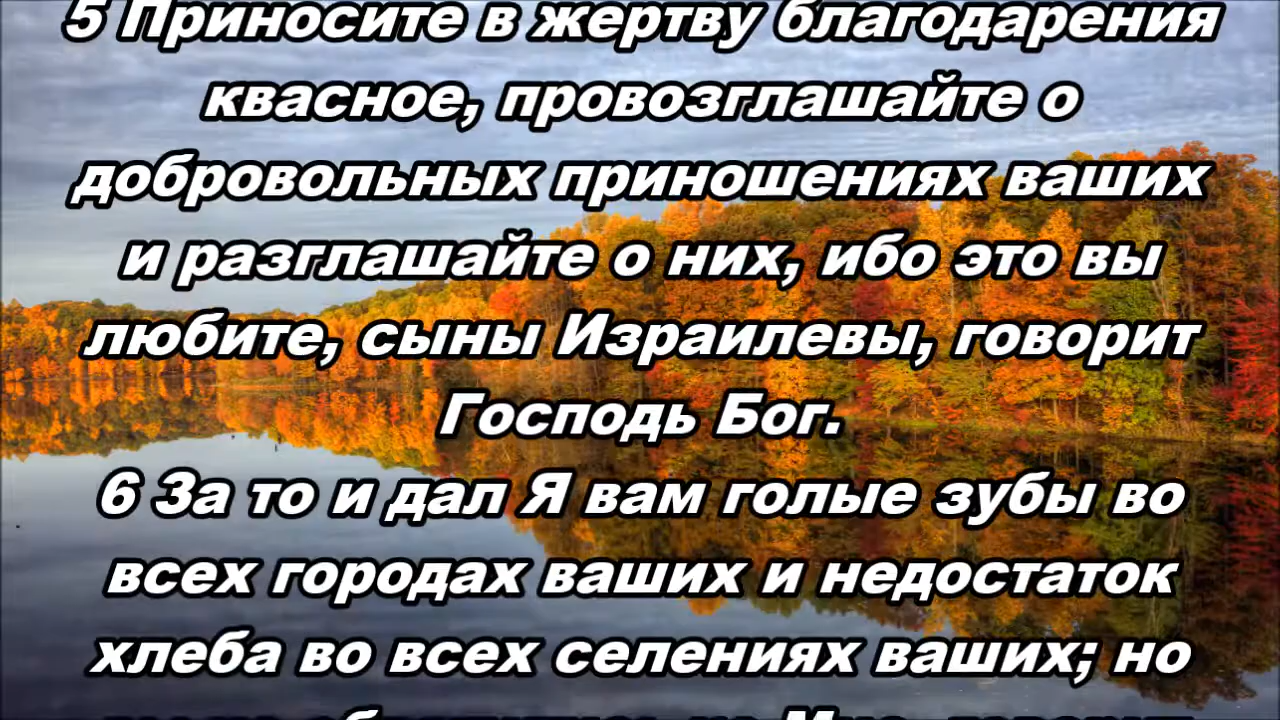 5 Приносите в жертву благодарения
квасное, провозглашайте о
добровольных приношениях ваших
и разглашайте о них, ибо это вы
любите, сыны Израилевы, говорит
Господь Бог.
6 За то и дал Я вам голые зубы во
всех городах ваших и недостаток
хлеба во всех селениях ваших; но